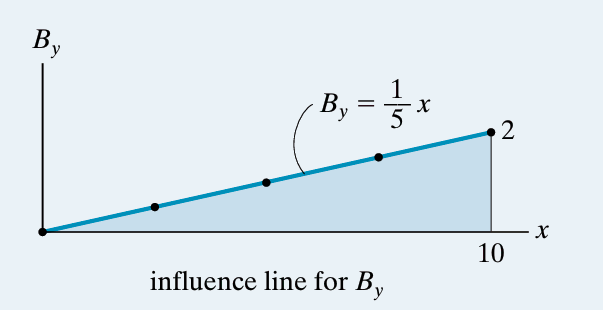 B_y
B_y = 1/5 x
2
x
10
influence line for B_y